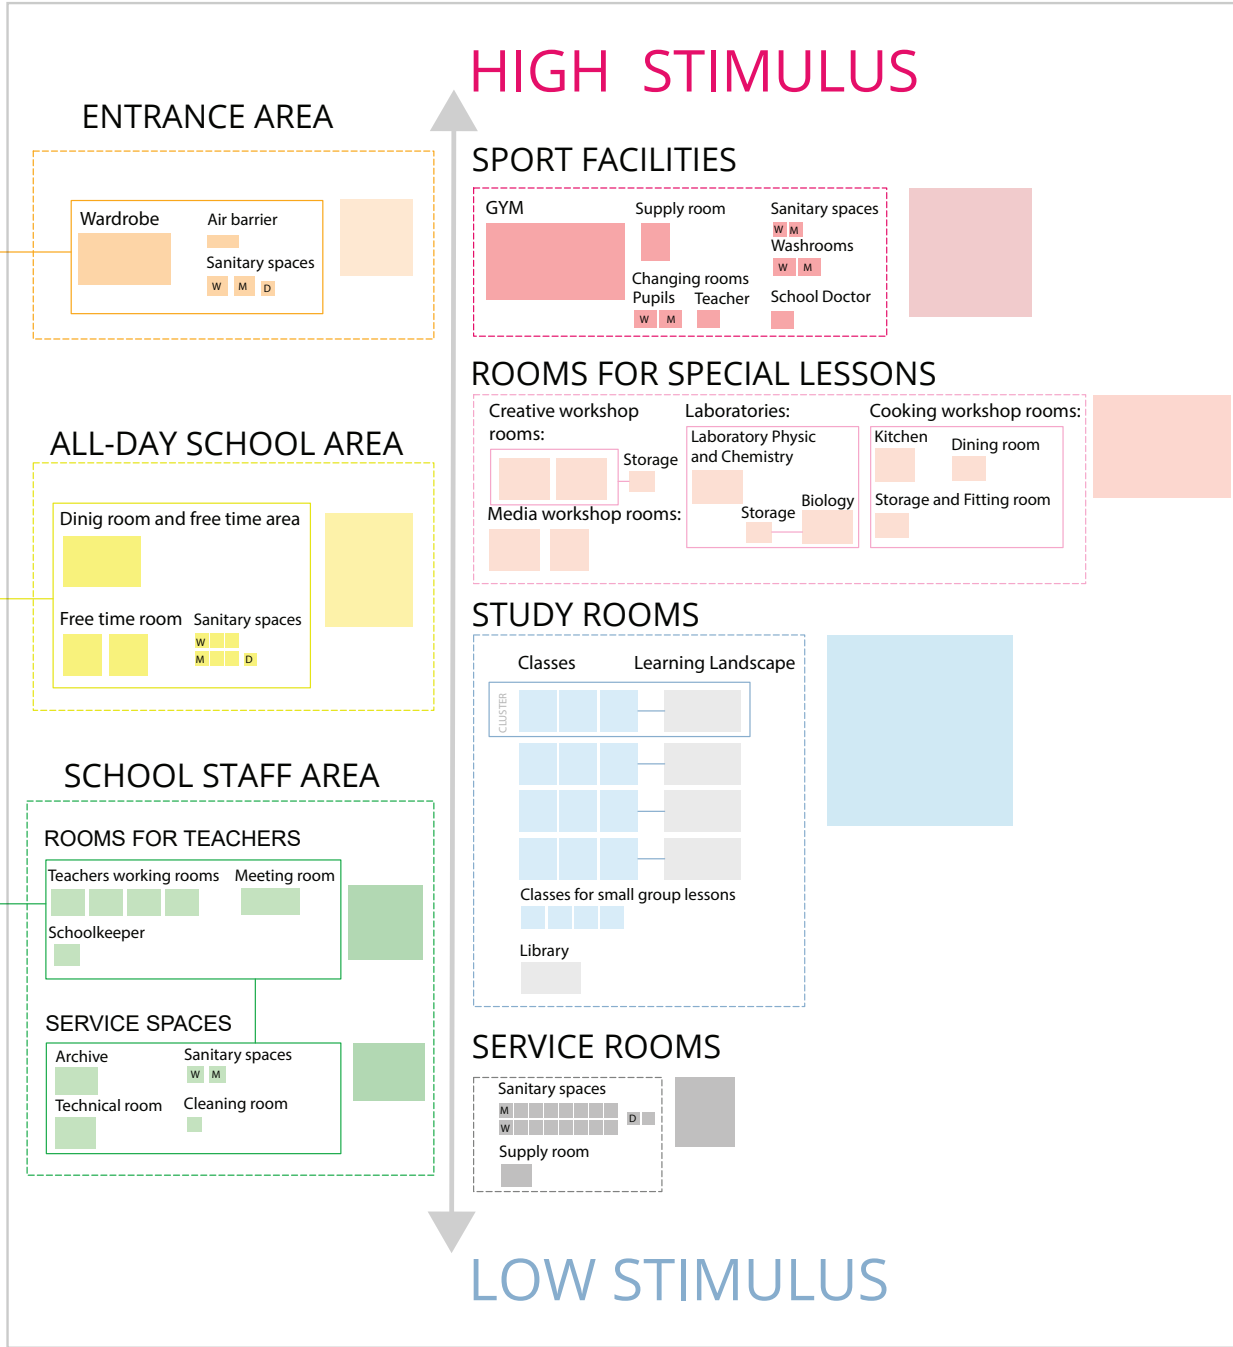 HIGH STIMULUS
ENTRANCE AREA
Wardrobe
Air barrier
Sanitary spaces
W M D
ALL-DAY SCHOOL AREA
Dinig room and free time area
Free time room
Sanitary spaces
W
M D
SCHOOL STAFF AREA
ROOMS FOR TEACHERS
Teachers working rooms
Meeting room
Schoolkeeper
SERVICE SPACES
Archive
Sanitary spaces
W M
Technical room
Cleaning room
SPORT FACILITIES
GYM
Supply room
Sanitary spaces
W M
Washrooms
W M
Changing rooms
Pupils
Teacher
W M
School Doctor
ROOMS FOR SPECIAL LESSONS
Creative workshop
rooms:
Storage
Media workshop rooms:
Laboratories:
Laboratory Physic
and Chemistry
Storage
Biology
Cooking workshop rooms:
Kitchen
Dining room
Storage and Fitting room
STUDY ROOMS
Classes
Learning Landscape
CLUSTER
Classes for small group lessons
Library
SERVICE ROOMS
Sanitary spaces
M
W
D
Supply room
LOW STIMULUS